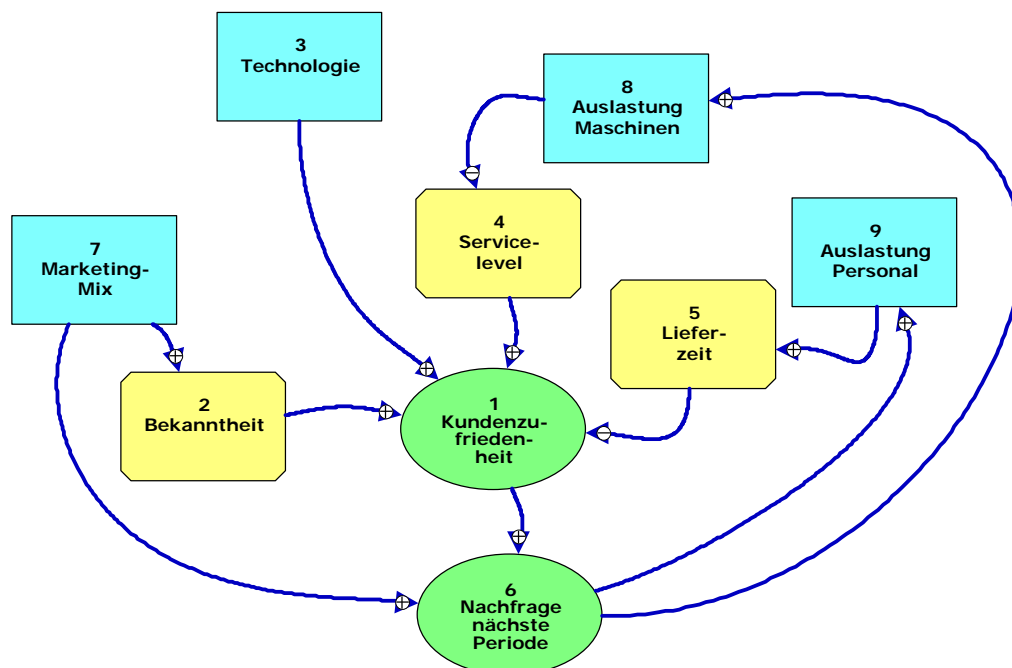 3
Technologie
8
Auslastung
Maschinen
4
Service-
level
9
Auslastung
Personal
7
Marketing-
Mix
5
Liefer-
zeit
2
Bekanntheit
1
Kundenzu-
frieden-
heit
6
Nachfrage
nächste
Periode